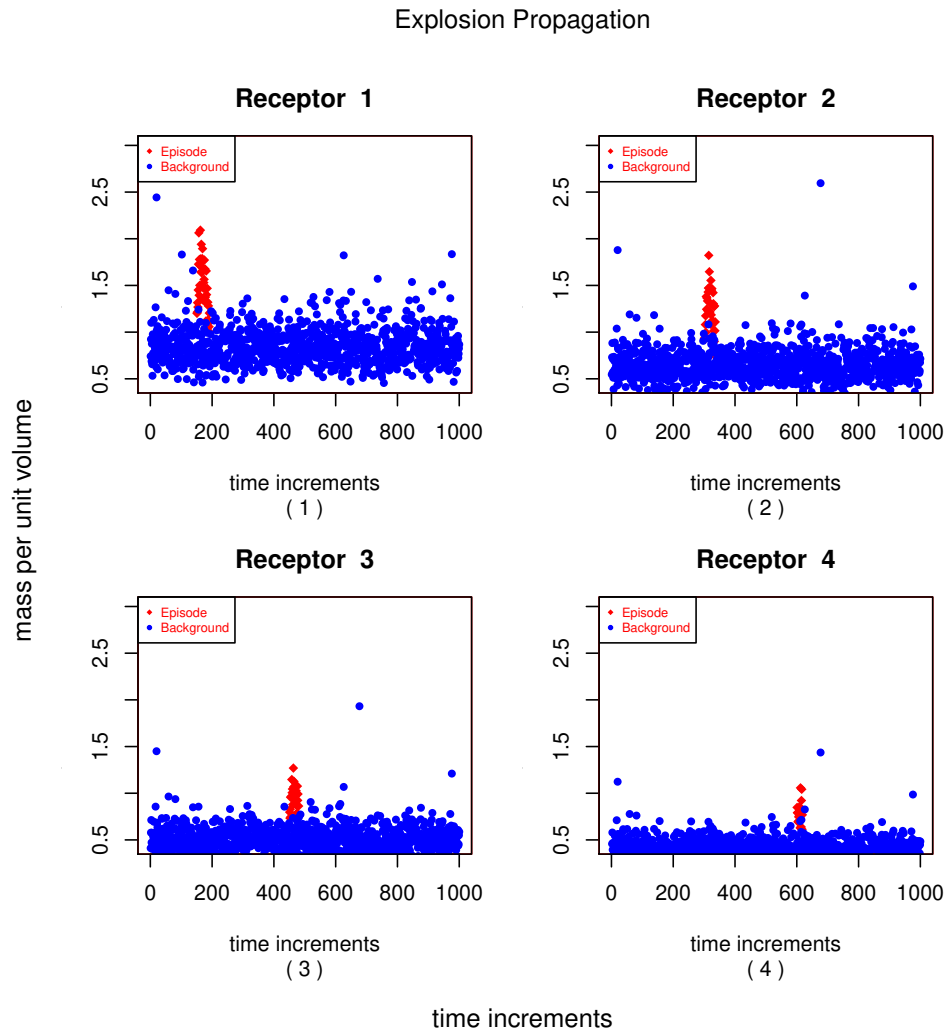 Explosion Propagation
mass per unit volume
Receptor 1
Episode
Background
2.5
1.5
0.5
0 200 400 600 800 1000
time increments
( 1 )
Receptor 2
Episode
Background
2.5
1.5
0.5
0 200 400 600 800 1000
time increments
( 2 )
Receptor 3
Episode
Background
2.5
1.5
0.5
0 200 400 600 800 1000
time increments
( 3 )
Receptor 4
Episode
Background
2.5
1.5
0.5
0 200 400 600 800 1000
time increments
( 4 )
time increments